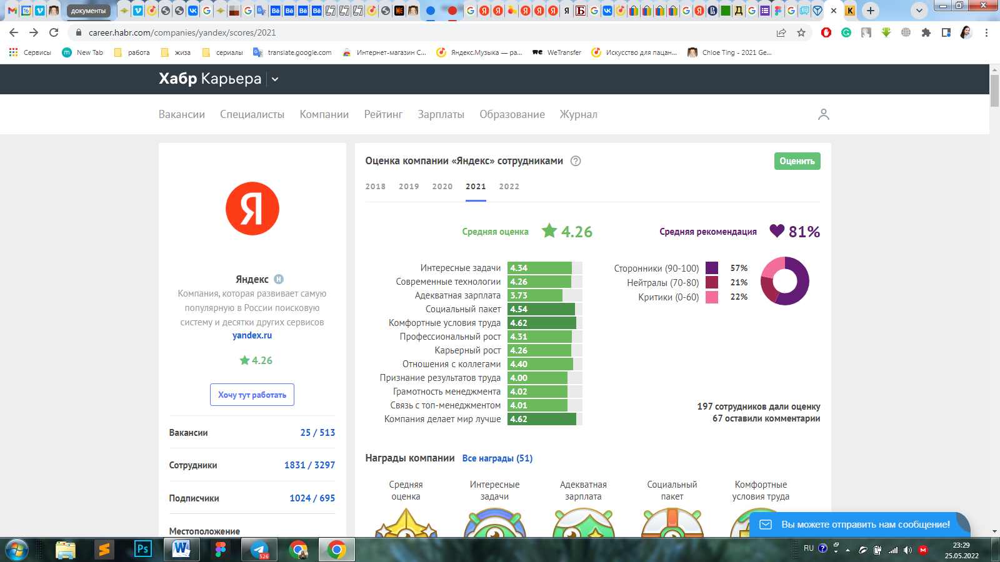 документы
career.habr.com/companies/yandex/scores/2021
Сервисы
New Tab
работа
жиза
сериалы
translate.google.com
Интернет-магазин С...
Яндекс.Музыка — ра...
WeTransfer
Искусство для пацан...
Chloe Ting - 2021 Ge...
Хабр Карьера
Вакансии
Специалисты
Компании
Рейтинг
Зарплаты
Образование
Журнал
Я
Яндекс H
Компания, которая развивает самую
популярную в России поисковую
систему и десятки других сервисов
yandex.ru
4.26
Хочу тут работать
Вакансии 25 / 513
Сотрудники 1831 / 3297
Подписчики 1024 / 695
Местоположение
Оценка компании «Яндекс» сотрудниками ?
Оценить
2018 2019 2020 2021 2022
Средняя оценка 4.26
Интересные задачи 4.34
Современные технологии 4.26
Адекватная зарплата 3.73
Социальный пакет 4.54
Комфортные условия труда 4.62
Профессиональный рост 4.31
Карьерный рост 4.26
Отношения с коллегами 4.40
Признание результатов труда 4.00
Грамотность менеджмента 4.02
Связь с топ-менеджментом 4.01
Компания делает мир лучше 4.62
Средняя рекомендация 81%
Сторонники (90-100) 57%
Нейтралы (70-80) 21%
Критики (0-60) 22%
197 сотрудников дали оценку
67 оставили комментарии
Награды компании Все награды (51)
Средняя
оценка
Интересные
задачи
Адекватная
зарплата
Социальный
пакет
Комфортные
условия труда
Вы можете отправить нам сообщение!
Ps
W
526
RU
23:29
25.05.2022